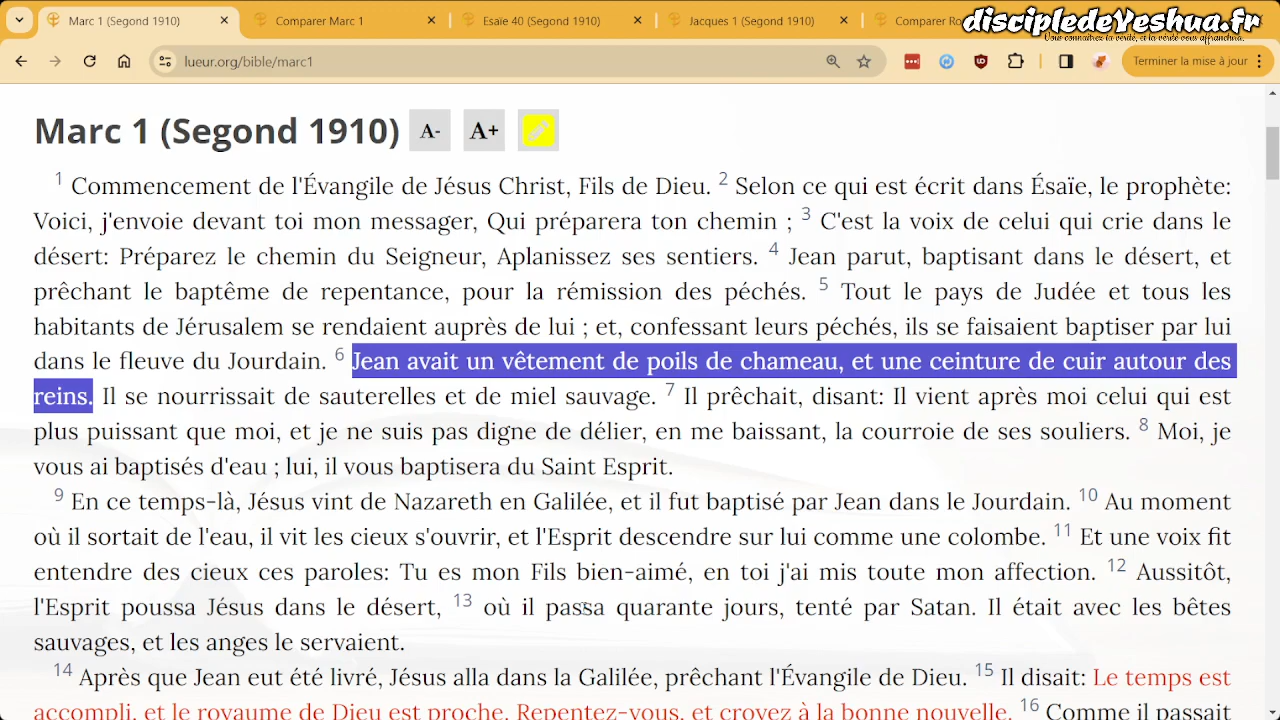 Marc 1 (Segond 1910)
Comparer Marc 1
Esaïe 40 (Segond 1910)
Jacques 1 (Segond 1910)
Comparer Ro
discipledeYeshua.fr
Vous connaîtrez la vérité, et la vérité vous affranchira.
lueur.org/bible/marc1
Terminer la mise à jour
Marc 1 (Segond 1910) A- A+
1 Commencement de l'Évangile de Jésus Christ, Fils de Dieu. 2 Selon ce qui est écrit dans Ésaïe, le prophète:
Voici, j'envoie devant toi mon messager, Qui préparera ton chemin ; 3 C'est la voix de celui qui crie dans le
désert: Préparez le chemin du Seigneur, Aplanissez ses sentiers. 4 Jean parut, baptisant dans le désert, et
prêchant le baptême de repentance, pour la rémission des péchés. 5 Tout le pays de Judée et tous les
habitants de Jérusalem se rendaient auprès de lui ; et, confessant leurs péchés, ils se faisaient baptiser par lui
dans le fleuve du Jourdain. 6 Jean avait un vêtement de poils de chameau, et une ceinture de cuir autour des
reins. Il se nourrissait de sauterelles et de miel sauvage. 7 Il prêchait, disant: Il vient après moi celui qui est
plus puissant que moi, et je ne suis pas digne de délier, en me baissant, la courroie de ses souliers. 8 Moi, je
vous ai baptisés d'eau ; lui, il vous baptisera du Saint Esprit.
9 En ce temps-là, Jésus vint de Nazareth en Galilée, et il fut baptisé par Jean dans le Jourdain. 10 Au moment
où il sortait de l'eau, il vit les cieux s'ouvrir, et l'Esprit descendre sur lui comme une colombe. 11 Et une voix fit
entendre des cieux ces paroles: Tu es mon Fils bien-aimé, en toi j'ai mis toute mon affection. 12 Aussitôt,
l'Esprit poussa Jésus dans le désert, 13 où il passa quarante jours, tenté par Satan. Il était avec les bêtes
sauvages, et les anges le servaient.
14 Après que Jean eut été livré, Jésus alla dans la Galilée, prêchant l'Évangile de Dieu. 15 Il disait: Le temps est
accompli, et le royaume de Dieu est proche. Repentez-vous, et croyez à la bonne nouvelle. 16 Comme il passait